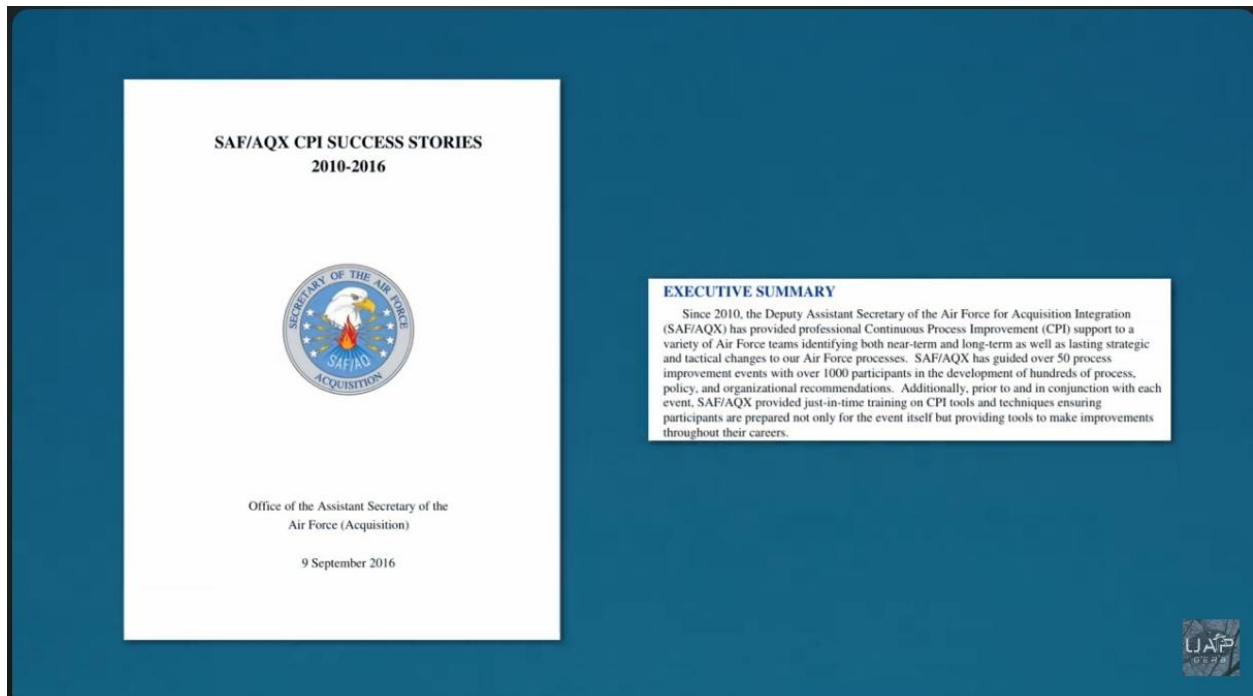 SAF/AQX CPI SUCCESS STORIES
2010-2016
SECRETARY OF THE AIR FORCE
SAF/AQ
ACQUISITION
Office of the Assistant Secretary of the
Air Force (Acquisition)
9 September 2016
EXECUTIVE SUMMARY
Since 2010, the Deputy Assistant Secretary of the Air Force for Acquisition Integration
(SAF/AQX) has provided professional Continuous Process Improvement (CPI) support to a
variety of Air Force teams identifying both near-term and long-term as well as lasting strategic
and tactical changes to our Air Force processes. SAF/AQX has guided over 50 process
improvement events with over 1000 participants in the development of hundreds of process,
policy, and organizational recommendations. Additionally, prior to and in conjunction with each
event, SAF/AQX provided just-in-time training on CPI tools and techniques ensuring
participants are prepared not only for the event itself but providing tools to make improvements
throughout their careers.
UAP
GERB